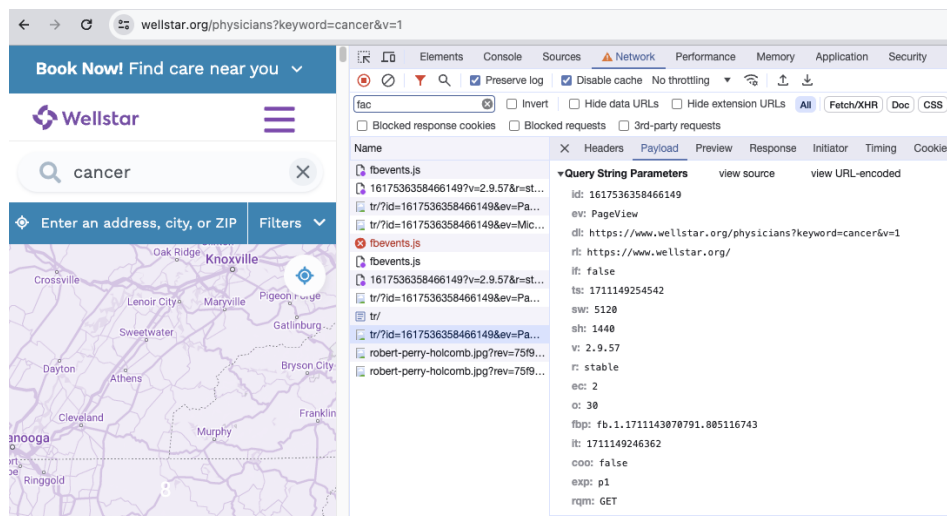 wellstar.org/physicians?keyword=cancer&v=1
Book Now! Find care near you
Wellstar
cancer
Enter an address, city, or ZIP
Filters
Oak Ridge
Knoxville
Crossville
Lenoir City
Maryville
Pigeon Forge
Sweetwater
Gatlinburg
Dayton
Athens
Bryson City
Cleveland
Franklin
anooga
Murphy
Ringgold
Elements Console Sources Network Performance Memory Application Security
Preserve log Disable cache No throttling
fac Invert Hide data URLs Hide extension URLs All Fetch/XHR Doc CSS
Blocked response cookies Blocked requests 3rd-party requests
Name
fbevents.js
1617536358466149?v=2.9.57&r=st...
tr/?id=1617536358466149&ev=Pa...
tr/?id=1617536358466149&ev=Mic...
fbevents.js
fbevents.js
1617536358466149?v=2.9.57&r=st...
tr/?id=1617536358466149&ev=Pa...
tr/
tr/?id=1617536358466149&ev=Pa...
robert-perry-holcomb.jpg?rev=75f9...
robert-perry-holcomb.jpg?rev=75f9...
Headers Payload Preview Response Initiator Timing Cookie
Query String Parameters view source view URL-encoded
id: 1617536358466149
ev: PageView
dl: https://www.wellstar.org/physicians?keyword=cancer&v=1
rl: https://www.wellstar.org/
if: false
ts: 1711149254542
sw: 5120
sh: 1440
v: 2.9.57
r: stable
ec: 2
o: 30
fbp: fb.1.1711143070791.805116743
it: 1711149246362
coo: false
exp: p1
rqm: GET